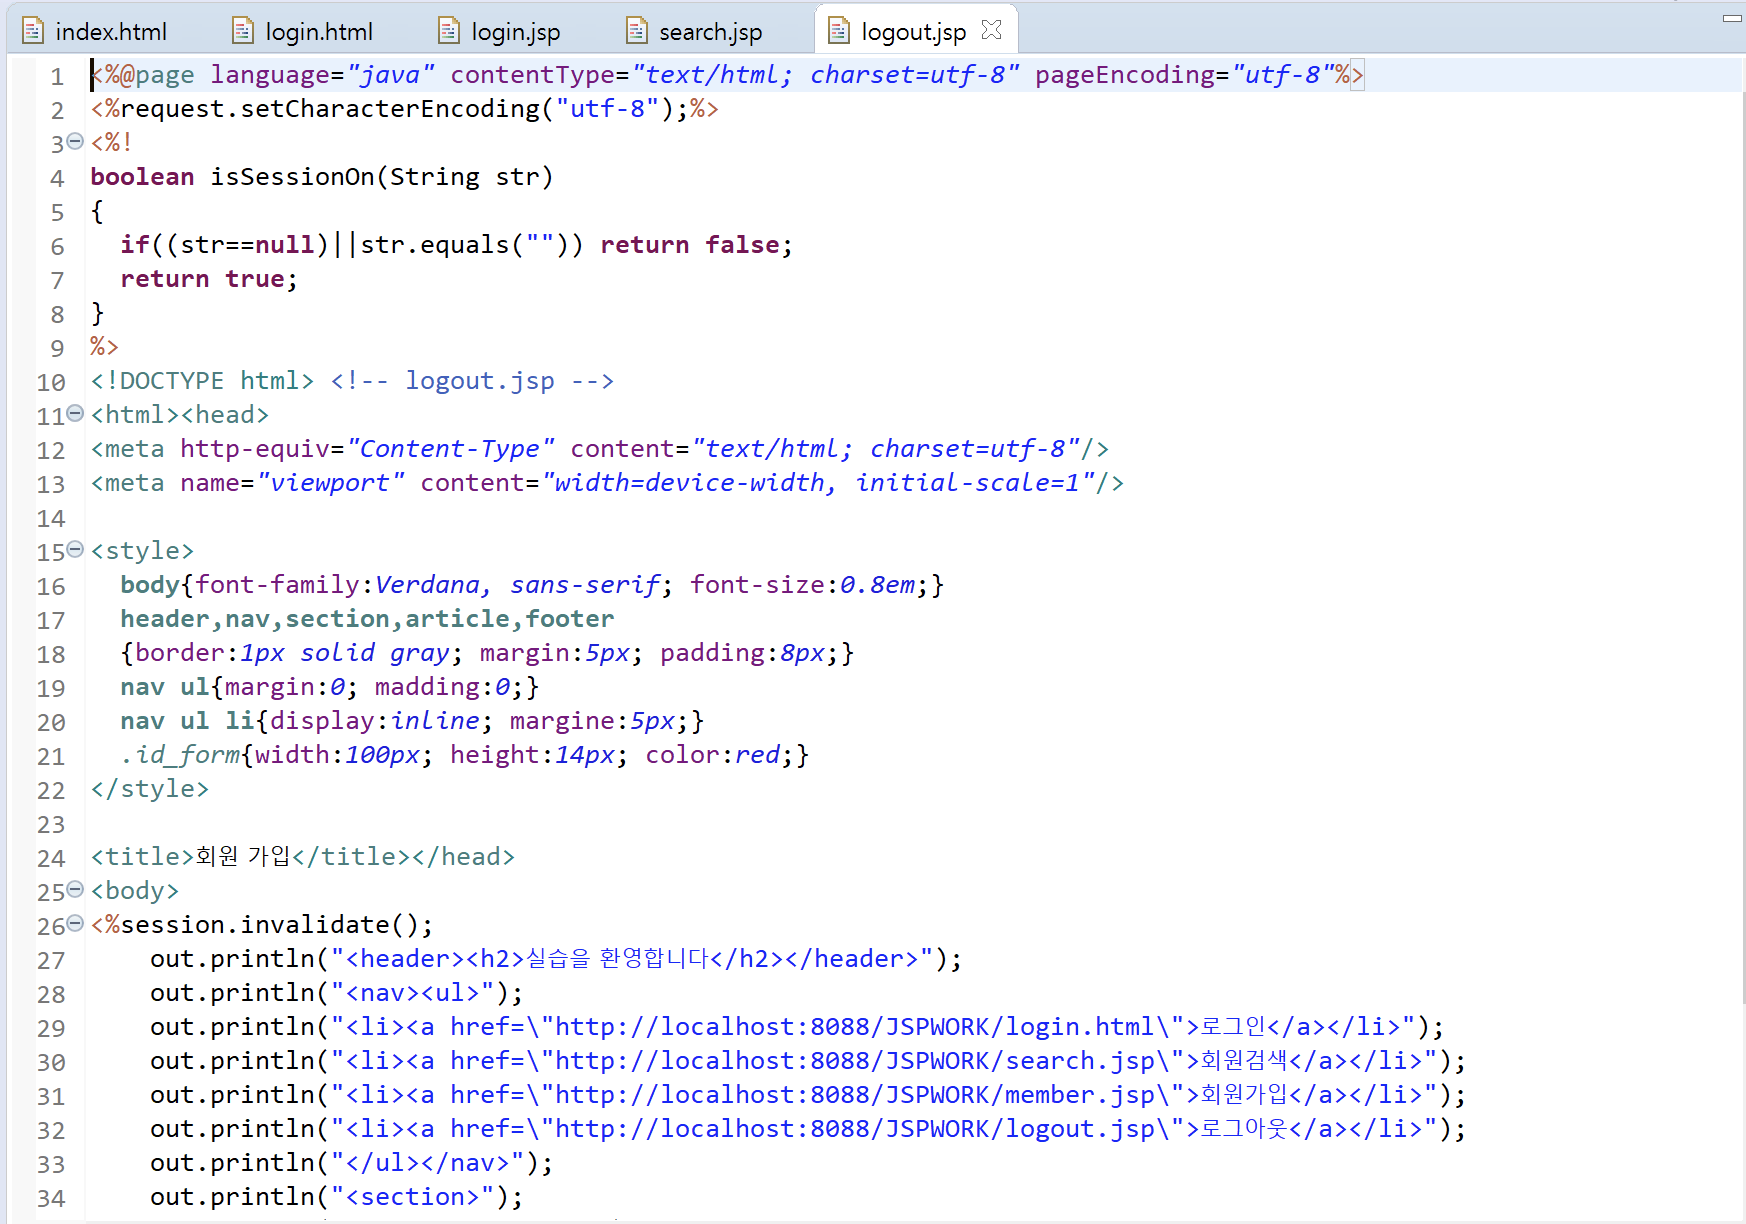 index.html login.html login.jsp search.jsp logout.jsp
1 <%@page language="java" contentType="text/html; charset=utf-8" pageEncoding="utf-8"%>
2 <%request.setCharacterEncoding("utf-8");%>
3 <%!
4 boolean isSessionOn(String str)
5 {
6   if((str==null)||str.equals("")) return false;
7   return true;
8 }
9 %>
10 <!DOCTYPE html> <!-- logout.jsp -->
11 <html><head>
12 <meta http-equiv="Content-Type" content="text/html; charset=utf-8"/>
13 <meta name="viewport" content="width=device-width, initial-scale=1"/>
14
15 <style>
16   body{font-family:Verdana, sans-serif; font-size:0.8em;}
17   header,nav,section,article,footer
18   {border:1px solid gray; margin:5px; padding:8px;}
19   nav ul{margin:0; madding:0;}
20   nav ul li{display:inline; margine:5px;}
21   .id_form{width:100px; height:14px; color:red;}
22 </style>
23
24 <title>회원 가입</title></head>
25 <body>
26 <%session.invalidate();
27     out.println("<header><h2>실습을 환영합니다</h2></header>");
28     out.println("<nav><ul>");
29     out.println("<li><a href=\"http://localhost:8088/JSPWORK/login.html\">로그인</a></li>");
30     out.println("<li><a href=\"http://localhost:8088/JSPWORK/search.jsp\">회원검색</a></li>");
31     out.println("<li><a href=\"http://localhost:8088/JSPWORK/member.jsp\">회원가입</a></li>");
32     out.println("<li><a href=\"http://localhost:8088/JSPWORK/logout.jsp\">로그아웃</a></li>");
33     out.println("</ul></nav>");
34     out.println("<section>");